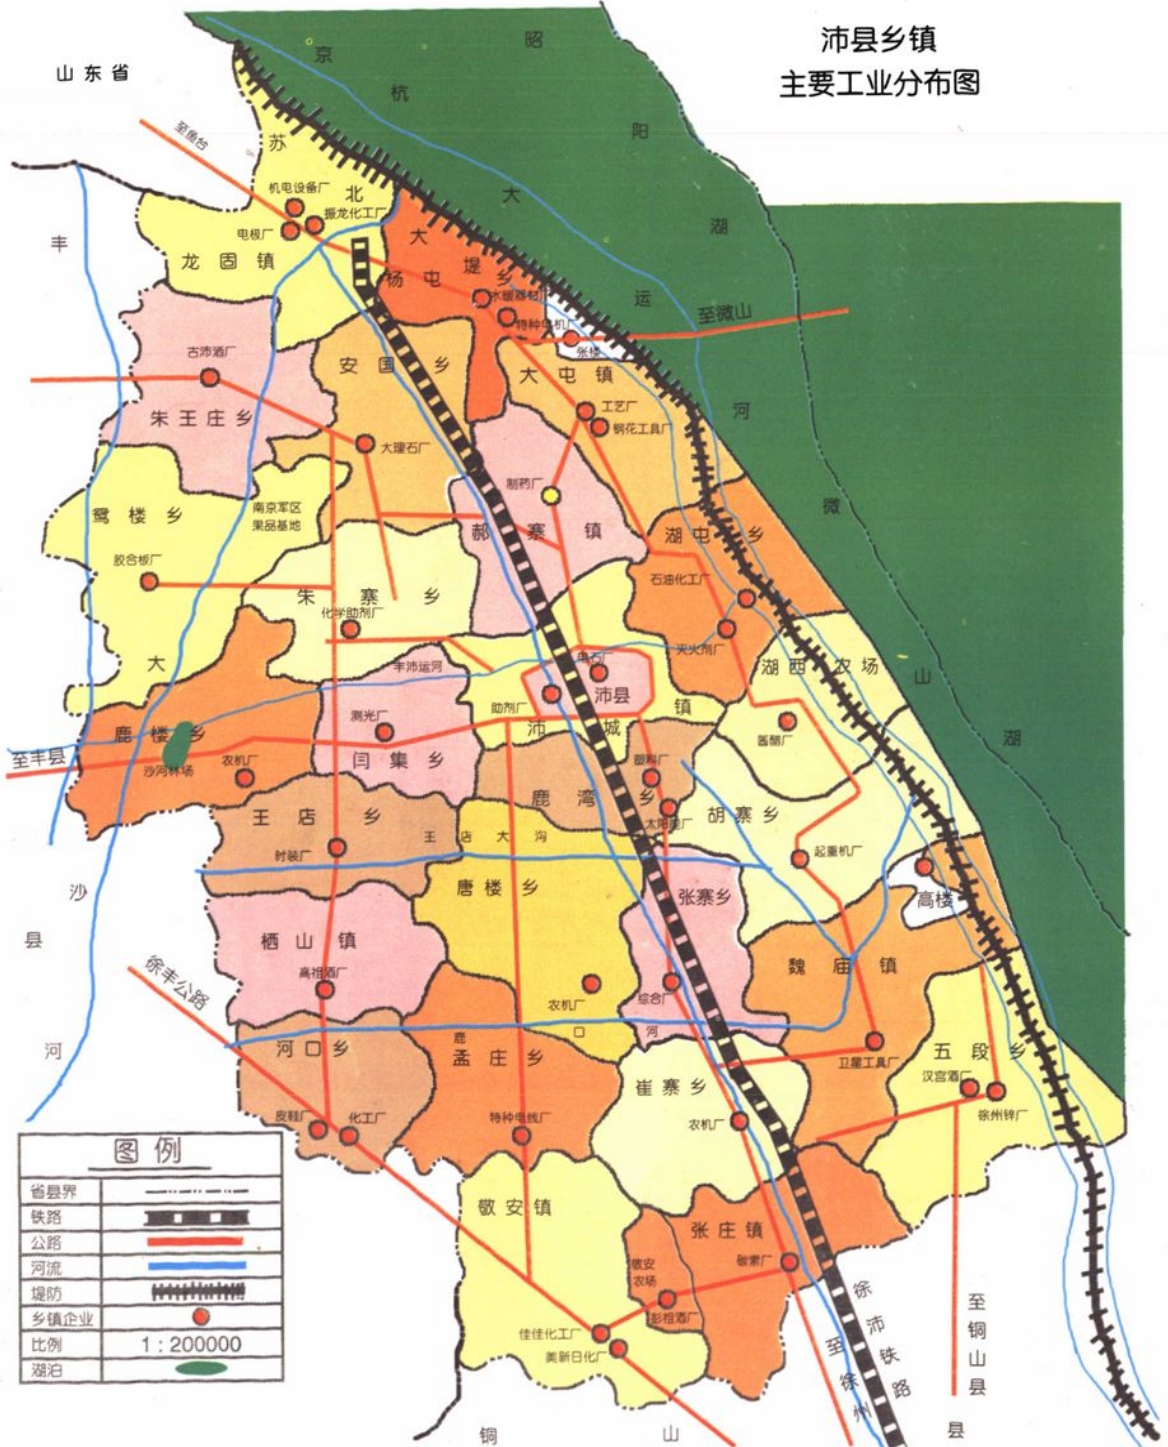 沛县乡镇
主要工业分布图
山东省
昭阳湖
京杭大运河
微山湖
苏北大堤
至鱼台
机电设备厂
振龙化工厂
电极厂
龙固镇
杨屯乡
水暖器材厂
特种电机厂
至微山
张楼
丰县
古沛酒厂
朱王庄乡
安国乡
大理石厂
大屯镇
工艺厂
钢花工具厂
制药厂
郝寨镇
鸳楼乡
南京军区
果品基地
胶合板厂
湖屯乡
石油化工厂
灭火剂厂
朱寨乡
化学助剂厂
丰沛运河
湖西农场
酱醋厂
电石厂
沛县
助剂厂
沛城镇
大沙河
鹿楼乡
至丰县
沙河林场
农机厂
测光厂
闫集乡
鹿湾乡
塑料厂
太阳能厂
胡寨乡
起重机厂
高楼
王店乡
时装厂
王店大沟
唐楼乡
农机厂
张寨乡
综合厂
栖山镇
高祖酒厂
徐丰公路
魏庙镇
卫星工具厂
五段乡
汉宫酒厂
徐州锌厂
河口乡
皮鞋厂
化工厂
鹿口河
孟庄乡
特种电线厂
崔寨乡
农机厂
敬安镇
敬安
农场
彭祖酒厂
佳佳化工厂
美新日化厂
张庄镇
碳素厂
徐沛铁路
至徐州
至铜山县
铜山县
图例
省县界
铁路
公路
河流
堤防
乡镇企业
比例 1:200000
湖泊